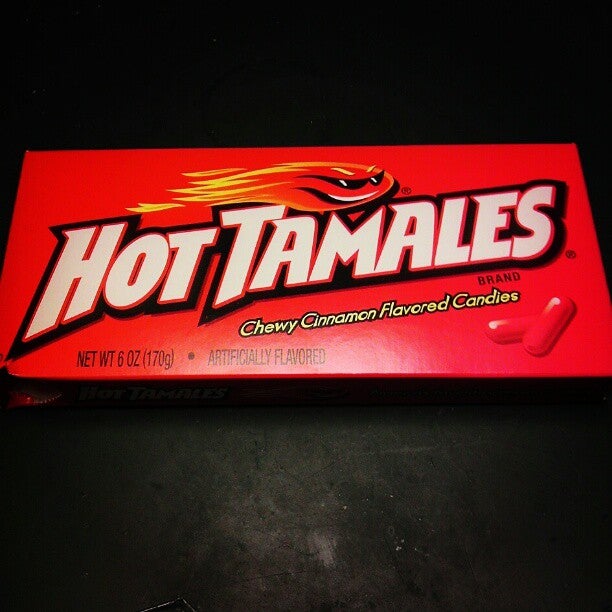 HOT TAMALES®
®
BRAND
Chewy Cinnamon Flavored Candies
NET WT 6 OZ (170g) • ARTIFICIALLY FLAVORED
HOT TAMALES